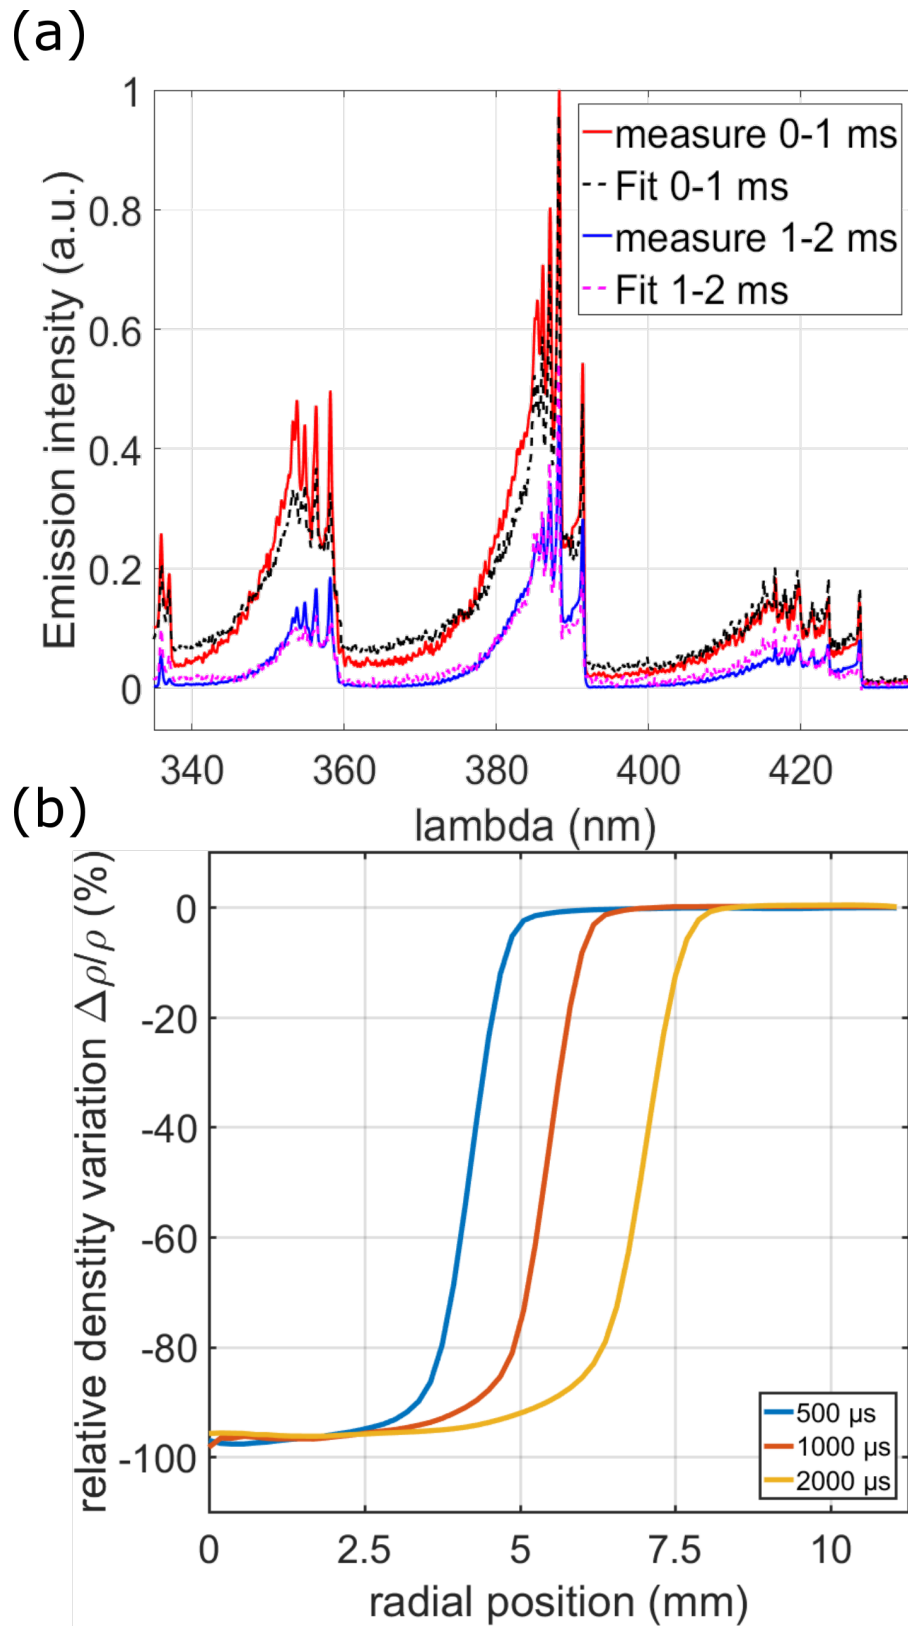 (a)
Emission intensity (a.u.)
1
0.8
0.6
0.4
0.2
0
measure 0-1 ms
Fit 0-1 ms
measure 1-2 ms
Fit 1-2 ms
340
360
380
400
420
lambda (nm)
(b)
relative denstity variation Δρ/ρ (%)
0
-20
-40
-60
-80
-100
500 µs
1000 µs
2000 µs
0
2.5
5
7.5
10
radial position (mm)